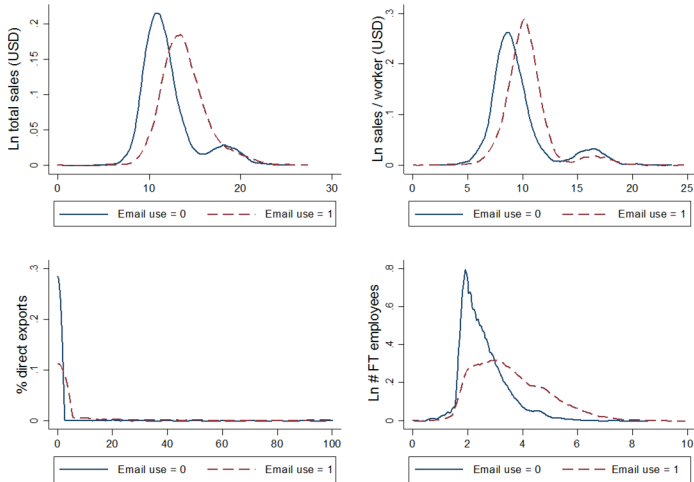 Ln total sales (USD)
0 .05 .1 .15 .2
0 10 20 30
Email use = 0 Email use = 1
Ln sales / worker (USD)
0 .1 .2 .3
0 5 10 15 20 25
Email use = 0 Email use = 1
% direct exports
0 .1 .2 .3
0 20 40 60 80 100
Email use = 0 Email use = 1
Ln # FT employees
0 .2 .4 .6 .8
0 2 4 6 8 10
Email use = 0 Email use = 1